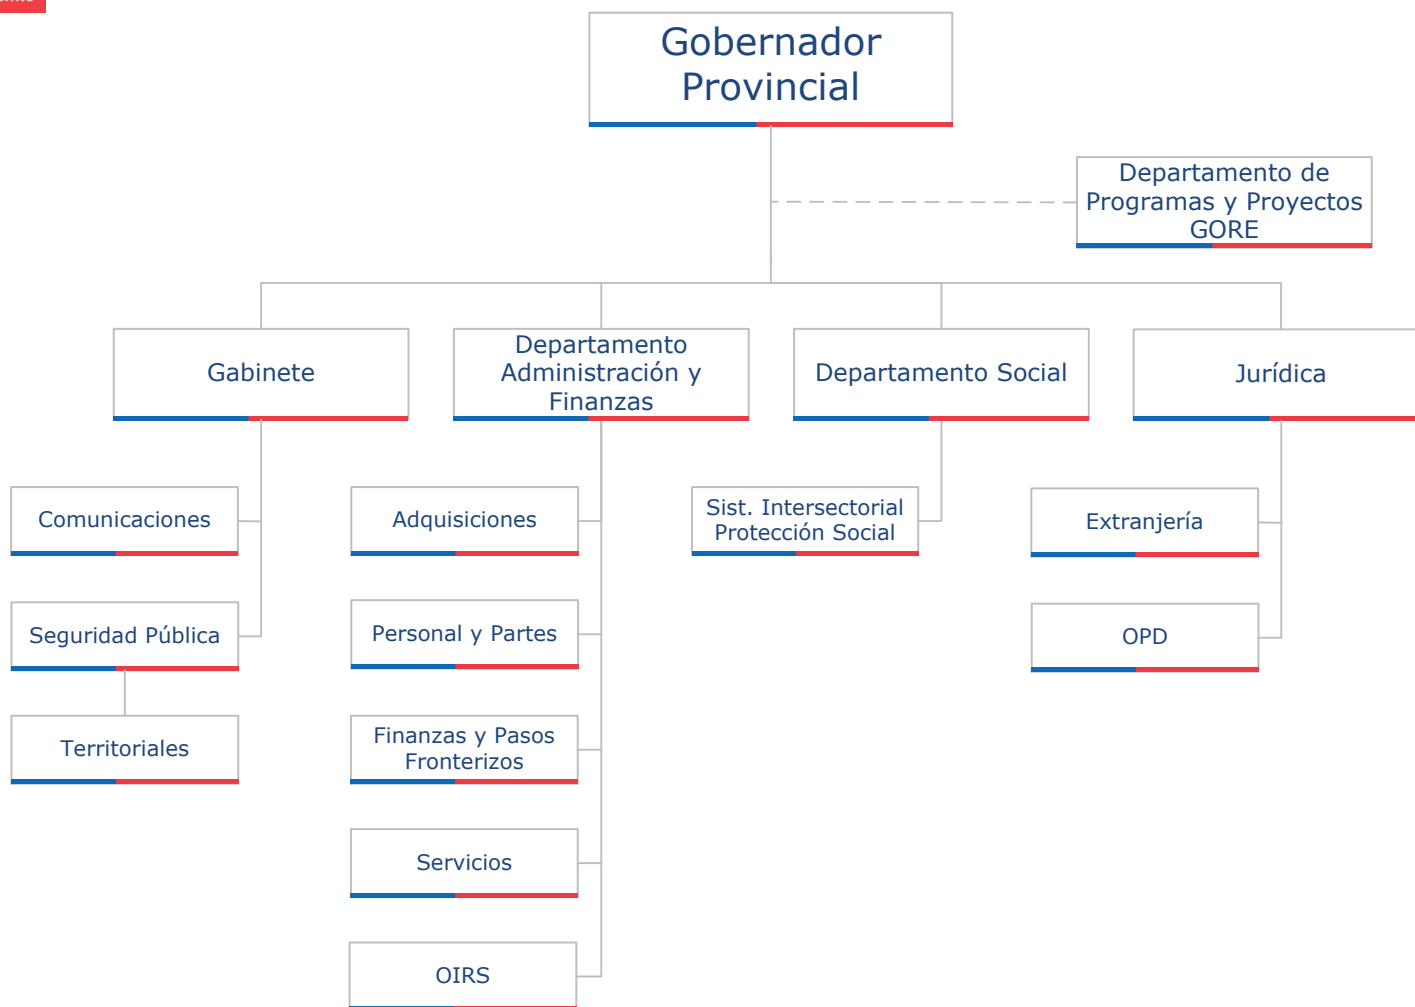 Gobernador
Provincial
Departamento de
Programas y Proyectos
GORE
Gabinete
Departamento
Administración y
Finanzas
Departamento Social
Jurídica
Comunicaciones
Adquisiciones
Sist. Intersectorial
Protección Social
Extranjería
Seguridad Pública
Personal y Partes
OPD
Territoriales
Finanzas y Pasos
Fronterizos
Servicios
OIRS